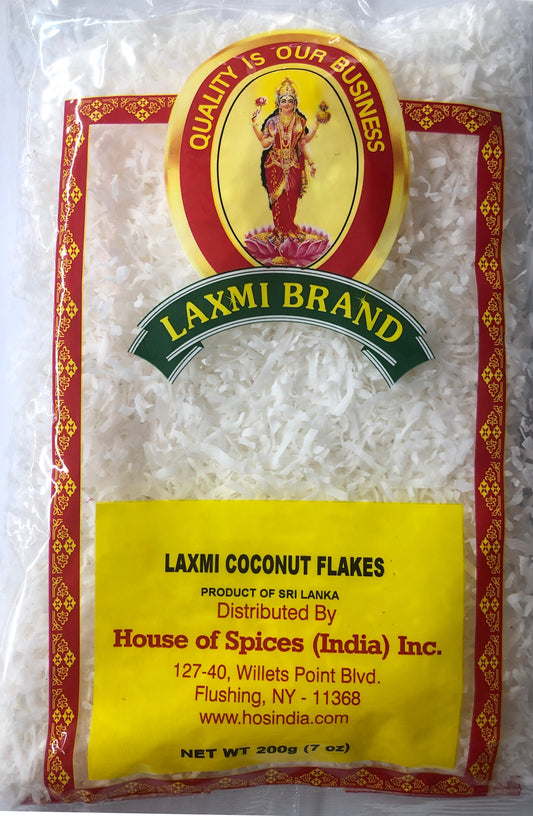 QUALITY IS OUR BUSINESS
LAXMI BRAND
LAXMI COCONUT FLAKES
PRODUCT OF SRI LANKA
Distributed By
House of Spices (India) Inc.
127-40, Willets Point Blvd.
Flushing, NY - 11368
www.hosindia.com
NET WT 200g (7 oz)